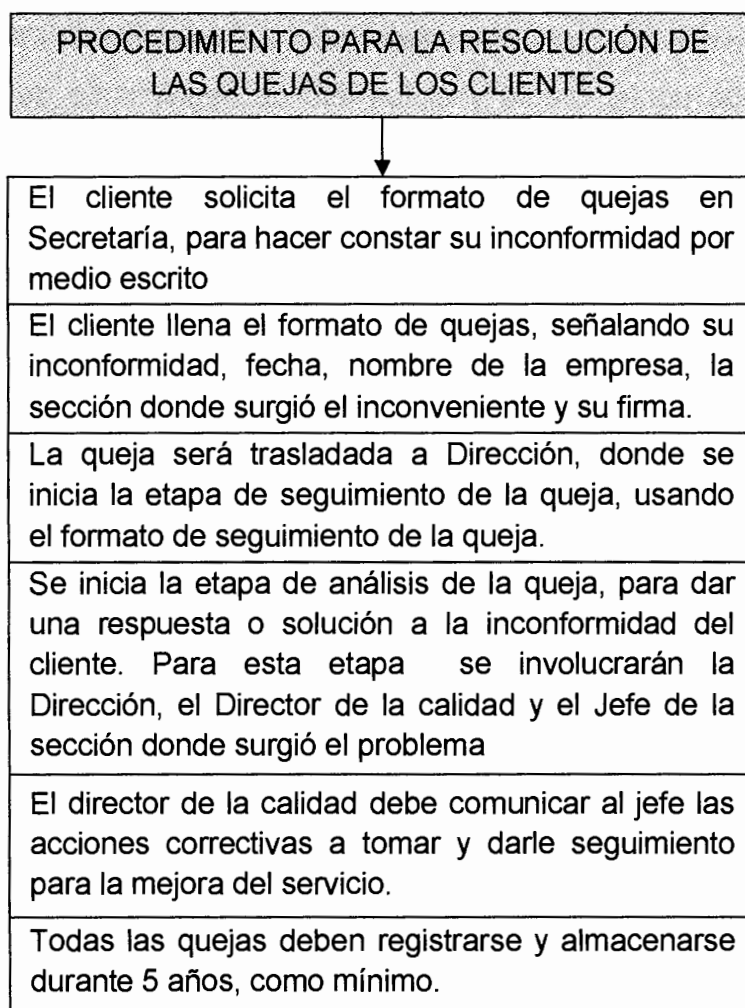 PROCEDIMIENTO PARA LA RESOLUCIÓN DE
LAS QUEJAS DE LOS CLIENTES
El cliente solicita el formato de quejas en
Secretaría, para hacer constar su inconformidad por
medio escrito
El cliente llena el formato de quejas, señalando su
inconformidad, fecha, nombre de la empresa, la
sección donde surgió el inconveniente y su firma.
La queja será trasladada a Dirección, donde se
inicia la etapa de seguimiento de la queja, usando
el formato de seguimiento de la queja.
Se inicia la etapa de análisis de la queja, para dar
una respuesta o solución a la inconformidad del
cliente. Para esta etapa se involucrarán la
Dirección, el Director de la calidad y el Jefe de la
sección donde surgió el problema
El director de la calidad debe comunicar al jefe las
acciones correctivas a tomar y darle seguimiento
para la mejora del servicio.
Todas las quejas deben registrarse y almacenarse
durante 5 años, como mínimo.